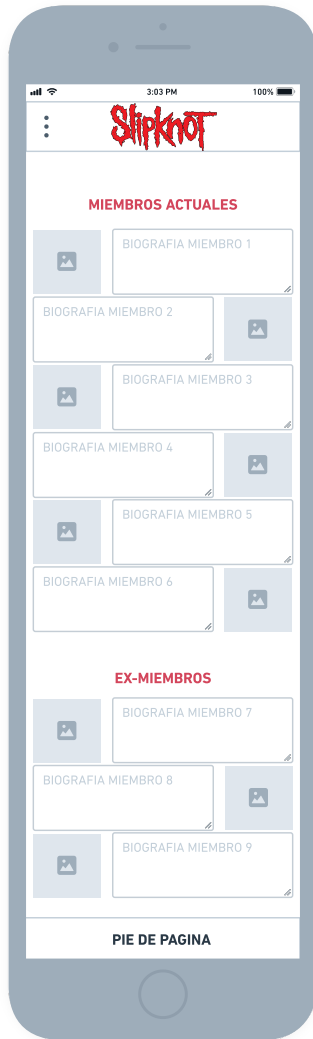 3:03 PM
100%
Slipknot
MIEMBROS ACTUALES
BIOGRAFIA MIEMBRO 1
BIOGRAFIA MIEMBRO 2
BIOGRAFIA MIEMBRO 3
BIOGRAFIA MIEMBRO 4
BIOGRAFIA MIEMBRO 5
BIOGRAFIA MIEMBRO 6
EX-MIEMBROS
BIOGRAFIA MIEMBRO 7
BIOGRAFIA MIEMBRO 8
BIOGRAFIA MIEMBRO 9
PIE DE PAGINA